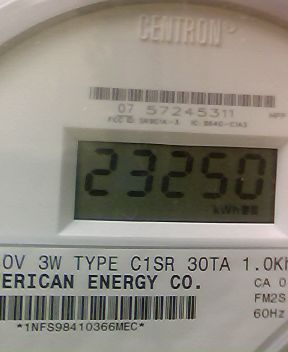 CENTRON
07 57245311
23250
kWh
0V 3W TYPE C1SR 30TA 1.0Kh
ERICAN ENERGY CO.
CA 0
FM2S
60Hz
*1NFS98410366MEC*